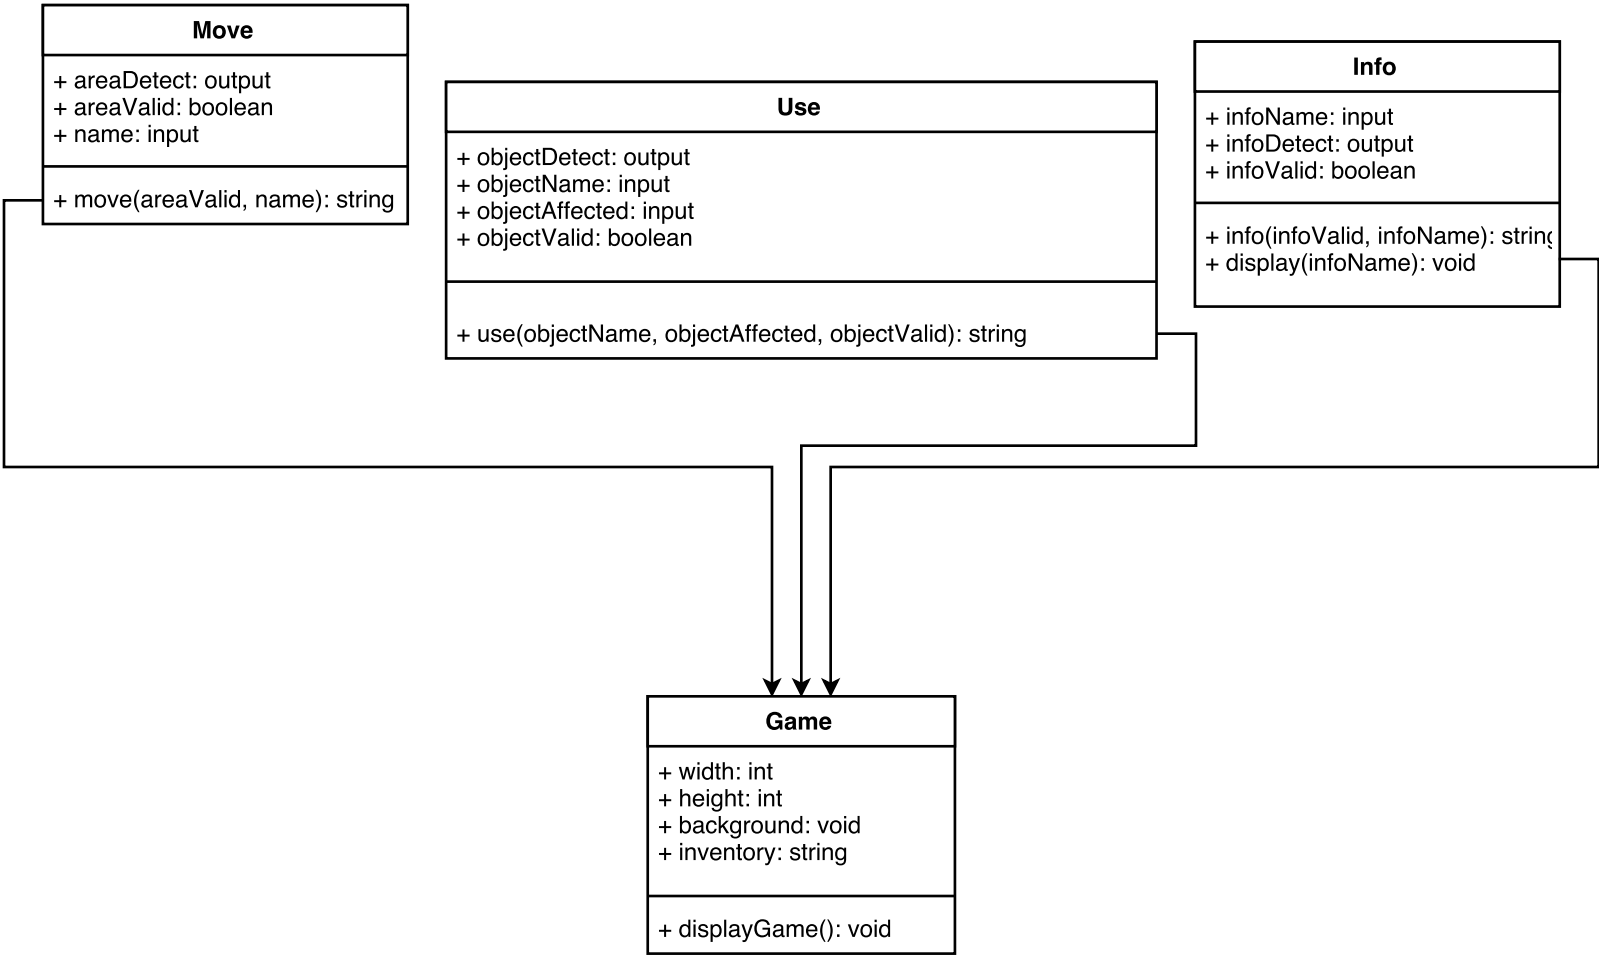 Move
+ areaDetect: output
+ areaValid: boolean
+ name: input
+ move(areaValid, name): string
Use
+ objectDetect: output
+ objectName: input
+ objectAffected: input
+ objectValid: boolean
+ use(objectName, objectAffected, objectValid): string
Info
+ infoName: input
+ infoDetect: output
+ infoValid: boolean
+ info(infoValid, infoName): string
+ display(infoName): void
Game
+ width: int
+ height: int
+ background: void
+ inventory: string
+ displayGame(): void